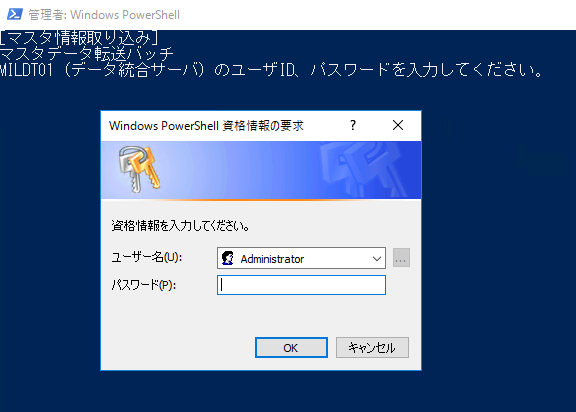 管理者: Windows PowerShell
[マスタ情報取り込み]
マスタデータ転送バッチ
MILDT01（データ統合サーバ）のユーザID、パスワードを入力してください。
Windows PowerShell 資格情報の要求
?
資格情報を入力してください。
ユーザー名(U):
Administrator
...
パスワード(P):
OK
キャンセル